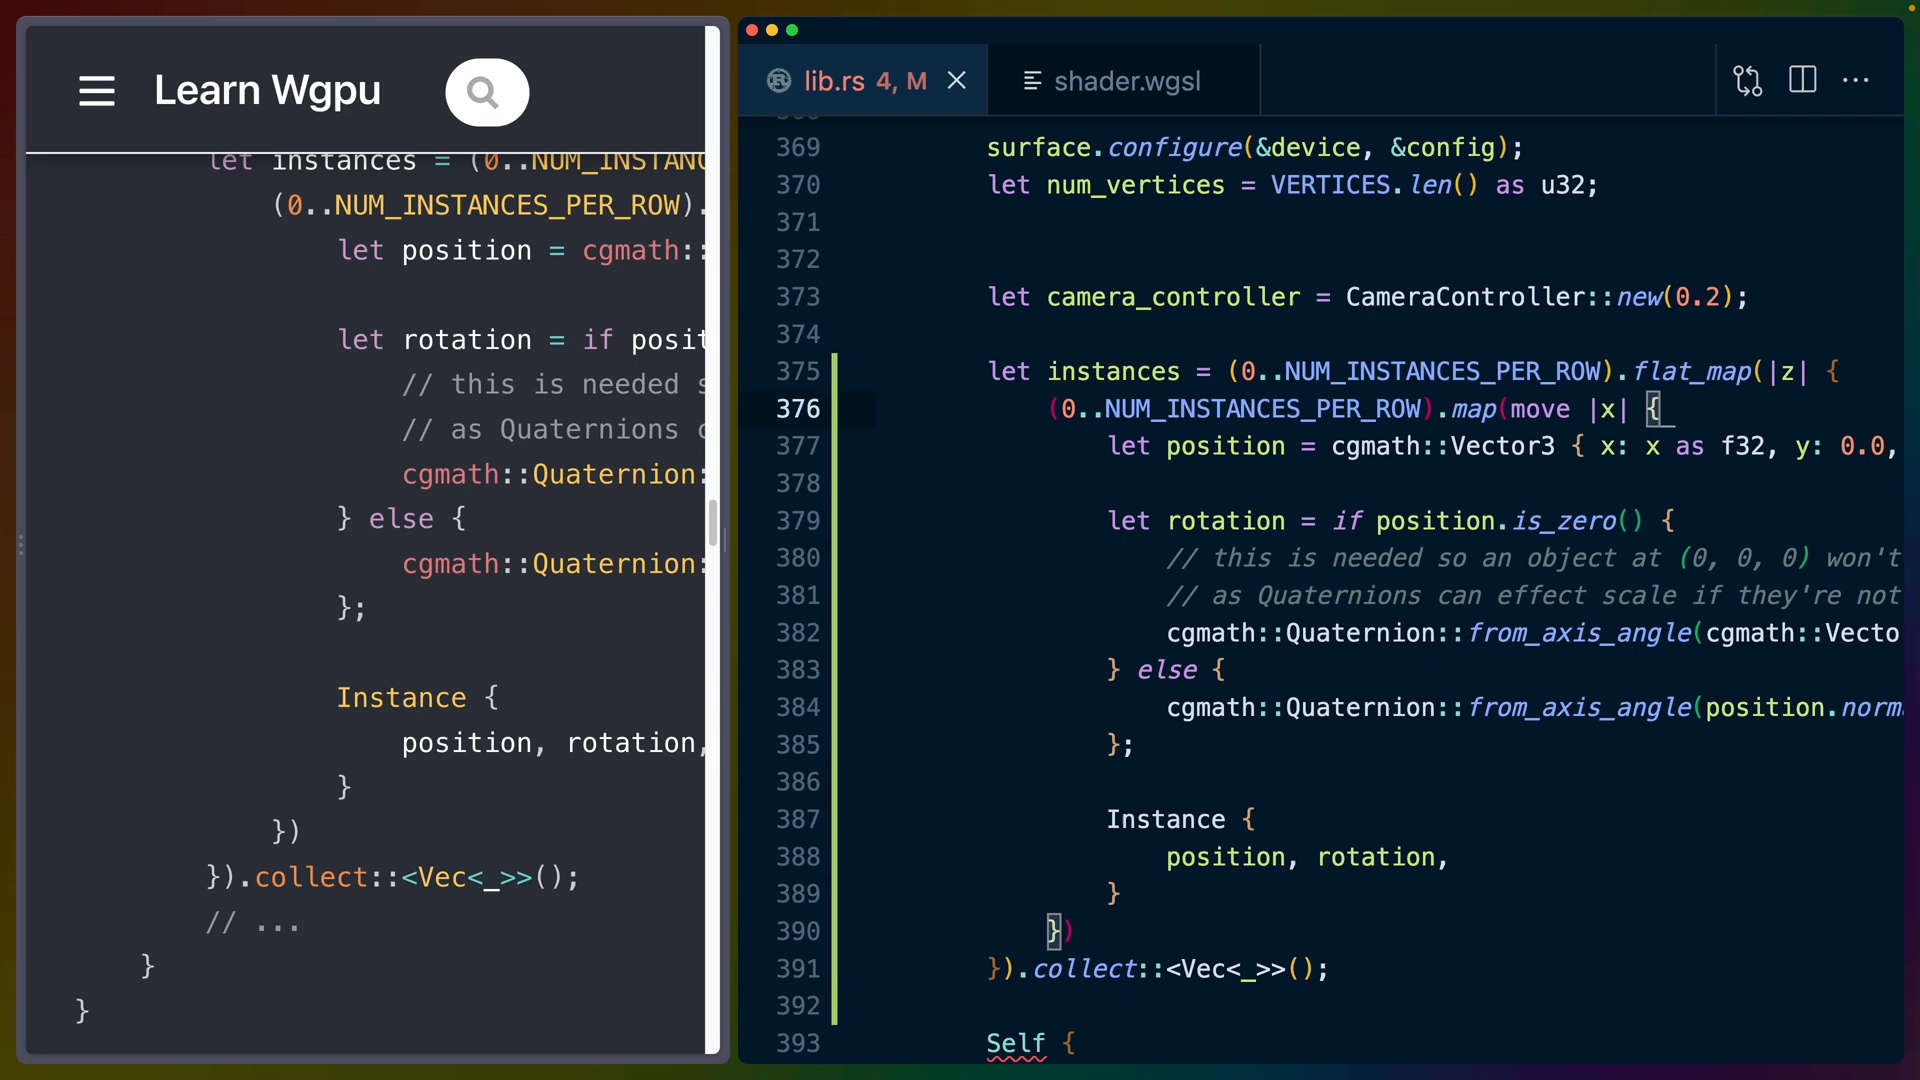 Learn Wgpu
let instances = (0..NUM_INSTANC
(0..NUM_INSTANCES_PER_ROW).
let position = cgmath::
let rotation = if posit
// this is needed s
// as Quaternions c
cgmath::Quaternion:
} else {
cgmath::Quaternion:
};
Instance {
position, rotation,
}
})
}).collect::<Vec<_>>();
// ...
}
}
lib.rs 4, M
shader.wgsl
369 surface.configure(&device, &config);
370 let num_vertices = VERTICES.len() as u32;
371
372
373 let camera_controller = CameraController::new(0.2);
374
375 let instances = (0..NUM_INSTANCES_PER_ROW).flat_map(|z| {
376 (0..NUM_INSTANCES_PER_ROW).map(move |x| {
377 let position = cgmath::Vector3 { x: x as f32, y: 0.0,
378
379 let rotation = if position.is_zero() {
380 // this is needed so an object at (0, 0, 0) won't
381 // as Quaternions can effect scale if they're not
382 cgmath::Quaternion::from_axis_angle(cgmath::Vecto
383 } else {
384 cgmath::Quaternion::from_axis_angle(position.norm
385 };
386
387 Instance {
388 position, rotation,
389 }
390 })
391 }).collect::<Vec<_>>();
392
393 Self {